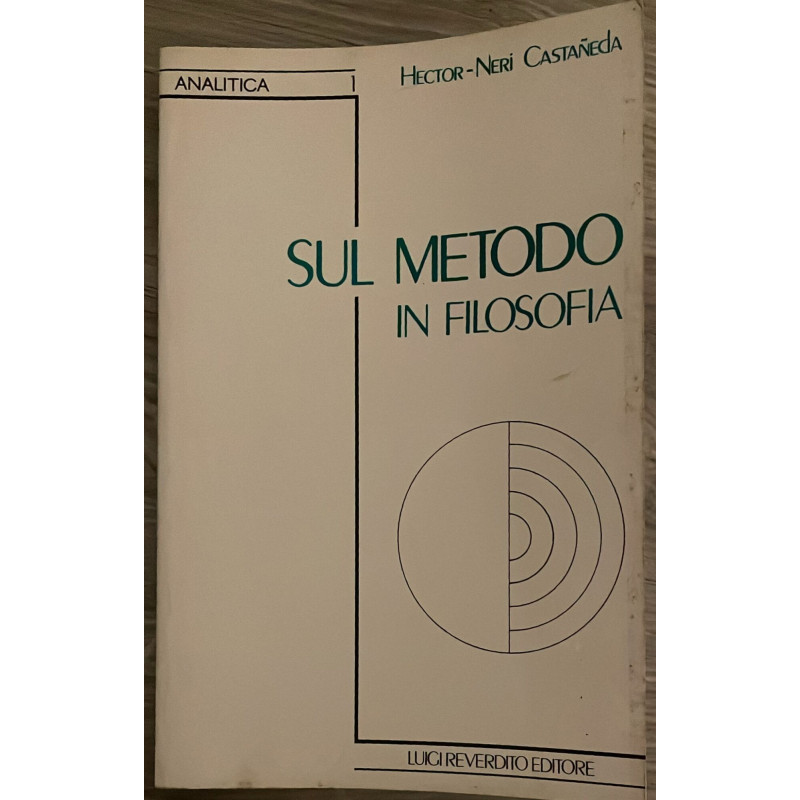 ANALITICA 1
HECTOR-NERI CASTAÑEDA
SUL METODO
IN FILOSOFIA
LUIGI REVERDITO EDITORE